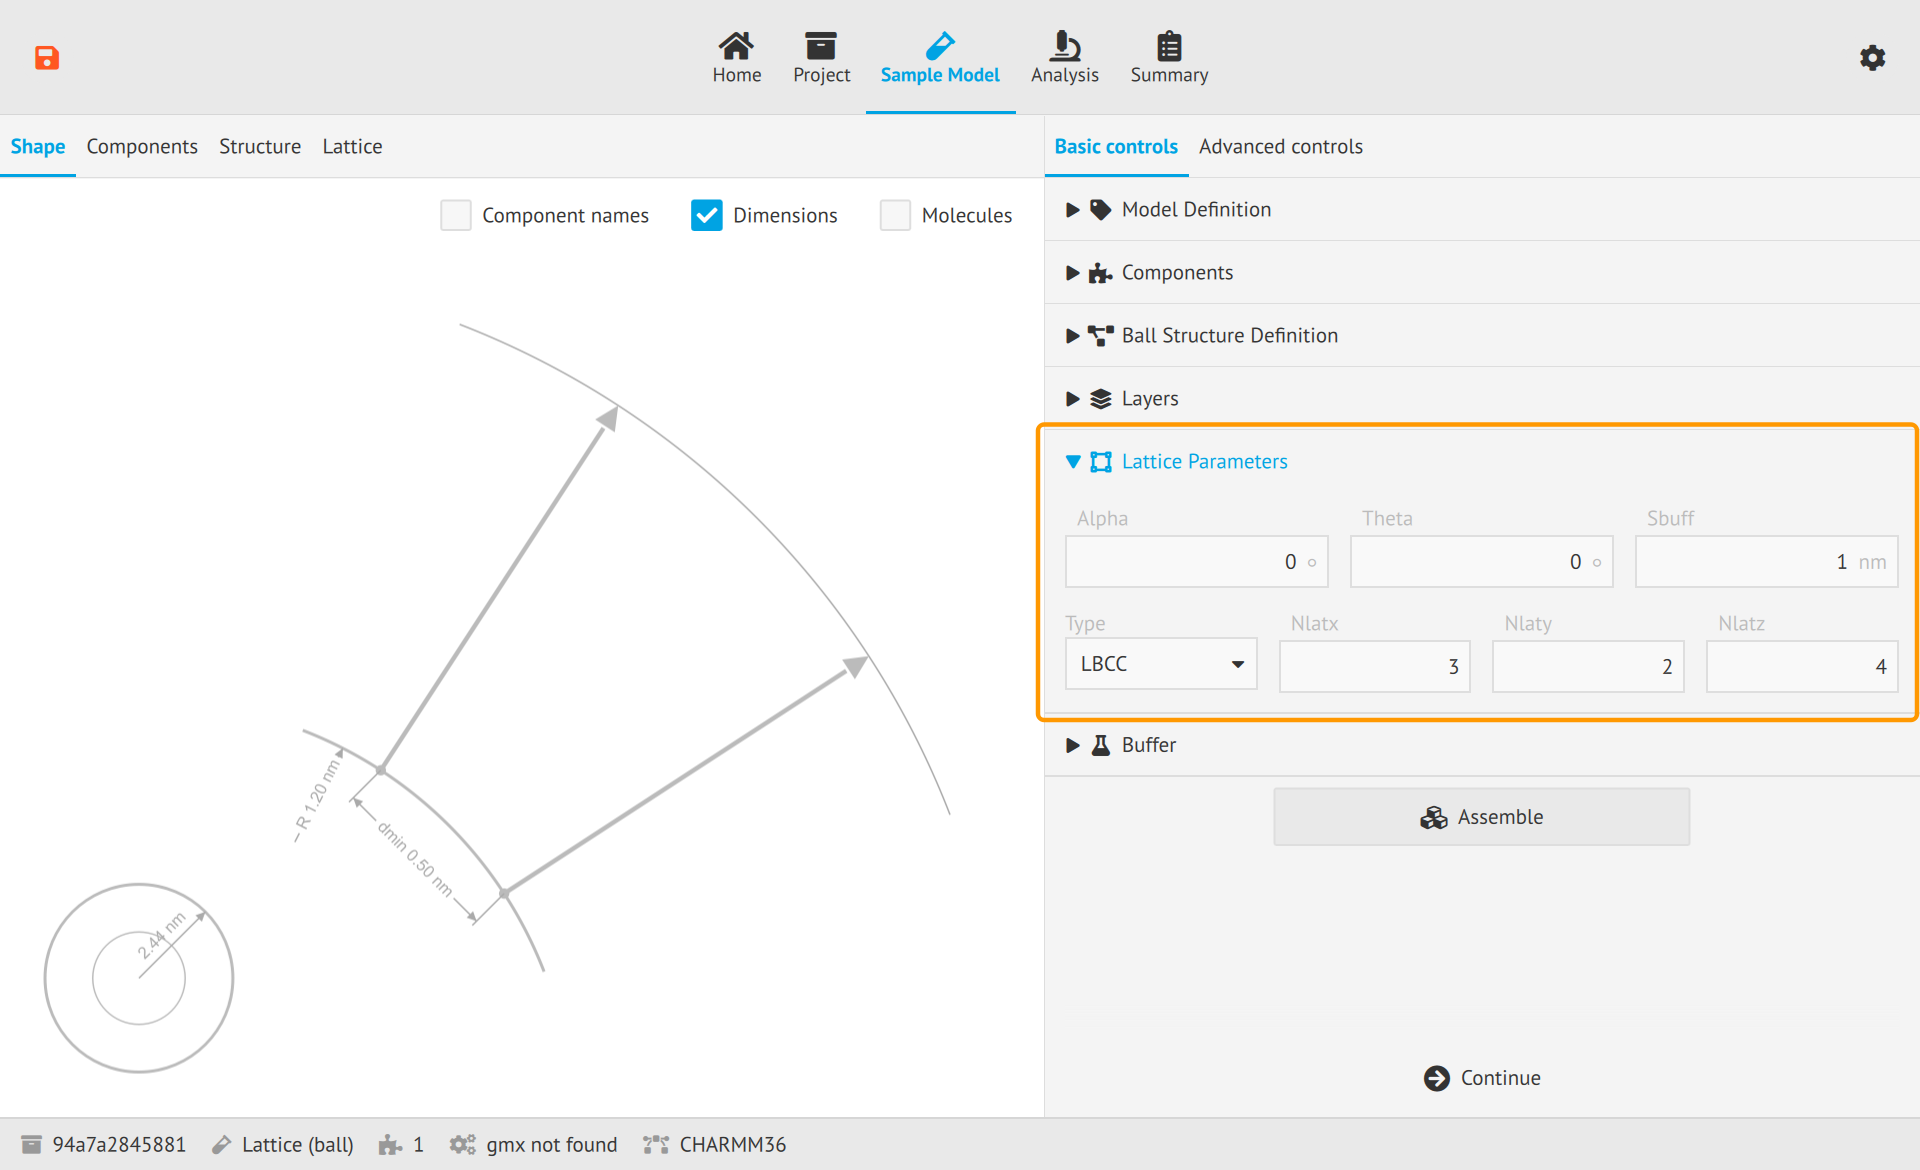 Home Project Sample Model Analysis Summary
Shape Components Structure Lattice
Component names Dimensions Molecules
R 1.20 nm
dmin 0.50 nm
2.44 nm
Basic controls Advanced controls
Model Definition
Components
Ball Structure Definition
Layers
Lattice Parameters
Alpha Theta Sbuff
0 ° 0 ° 1 nm
Type Nlatx Nlaty Nlatz
LBCC 3 2 4
Buffer
Assemble
Continue
94a7a2845881 Lattice (ball) 1 gmx not found CHARMM36